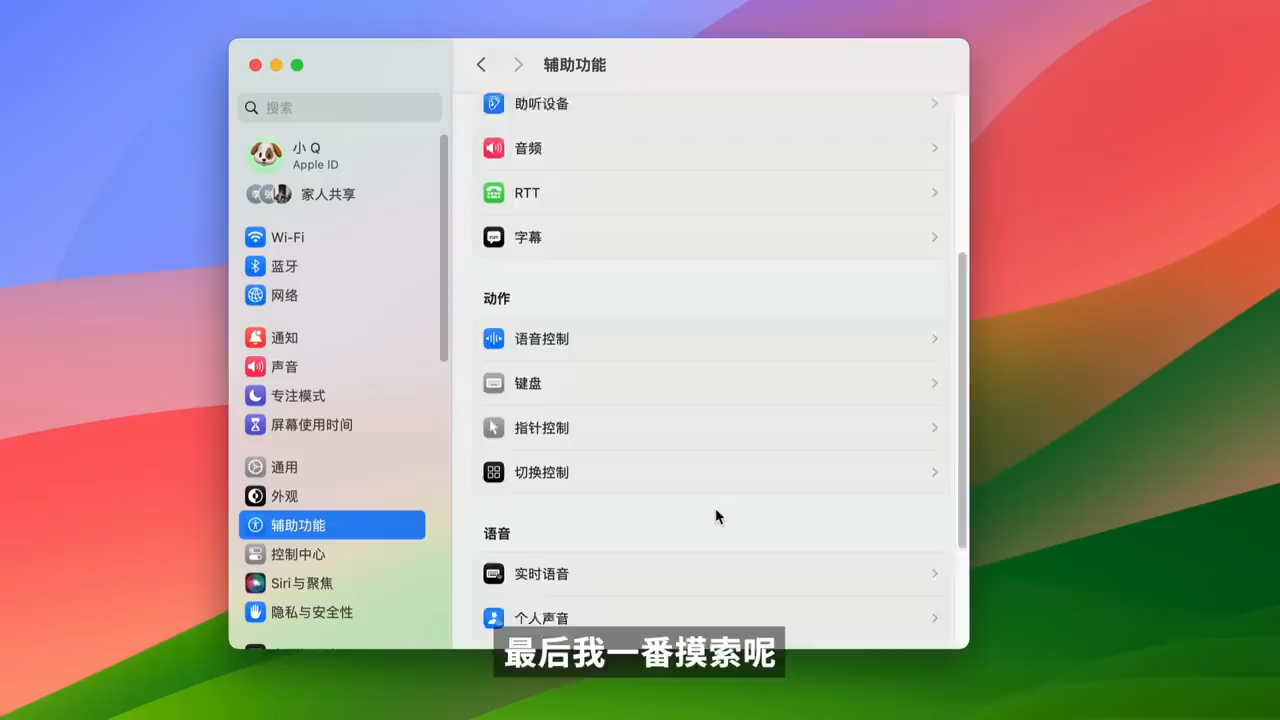 搜索
小 Q
Apple ID
家人共享
Wi-Fi
蓝牙
网络
通知
声音
专注模式
屏幕使用时间
通用
外观
辅助功能
控制中心
Siri与聚焦
隐私与安全性
辅助功能
助听设备
音频
RTT
字幕
动作
语音控制
键盘
指针控制
切换控制
语音
实时语音
个人声音
最后我一番摸索呢